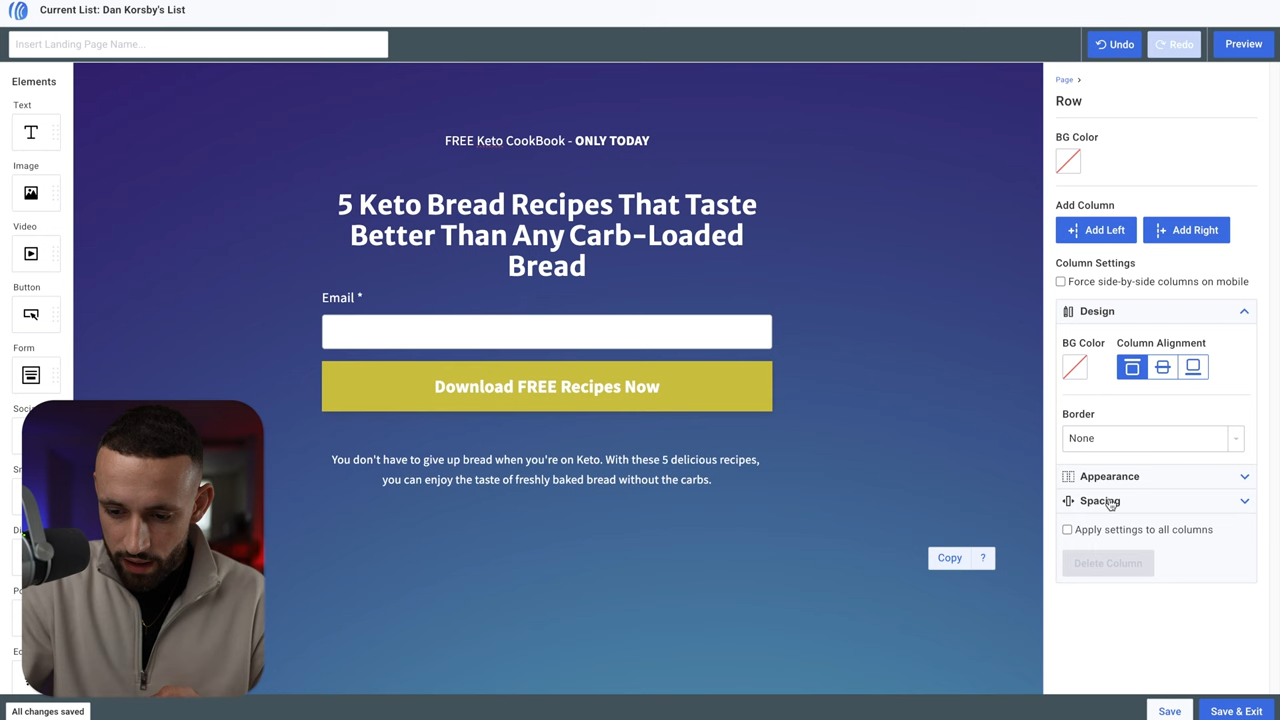 Current List: Dan Korsby's List
Insert Landing Page Name...
Undo
Redo
Preview
Elements
Text
Image
Video
Button
Form
FREE Keto CookBook - ONLY TODAY
5 Keto Bread Recipes That Taste
Better Than Any Carb-Loaded
Bread
Email *
Download FREE Recipes Now
You don't have to give up bread when you're on Keto. With these 5 delicious recipes,
you can enjoy the taste of freshly baked bread without the carbs.
Copy ?
Page >
Row
BG Color
Add Column
Add Left
Add Right
Column Settings
Force side-by-side columns on mobile
Design
BG Color Column Alignment
Border
None
Appearance
Spacing
Apply settings to all columns
Delete Column
All changes saved
Save
Save & Exit